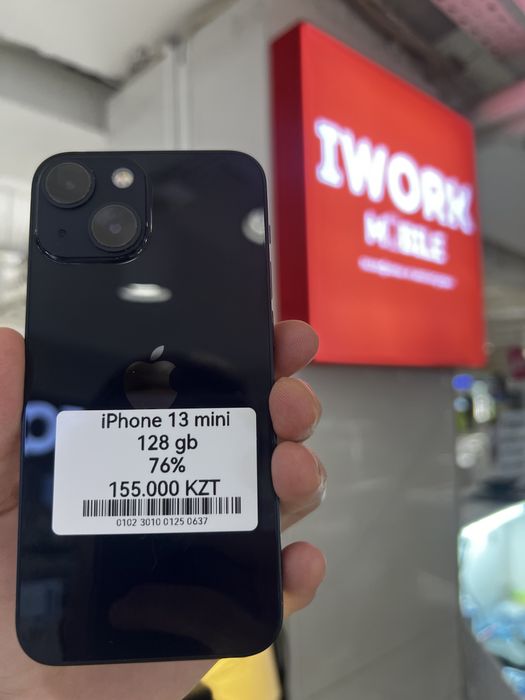 IWORK
MOBILE
iPhone 13 mini
128 gb
76%
155.000 KZT
0102 3010 0125 0637